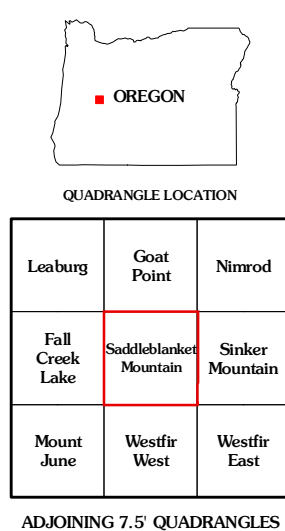 OREGON
QUADRANGLE LOCATION
Leaburg
Goat
Point
Nimrod
Fall
Creek
Lake
Saddleblanket
Mountain
Sinker
Mountain
Mount
June
Westfir
West
Westfir
East
ADJOINING 7.5' QUADRANGLES